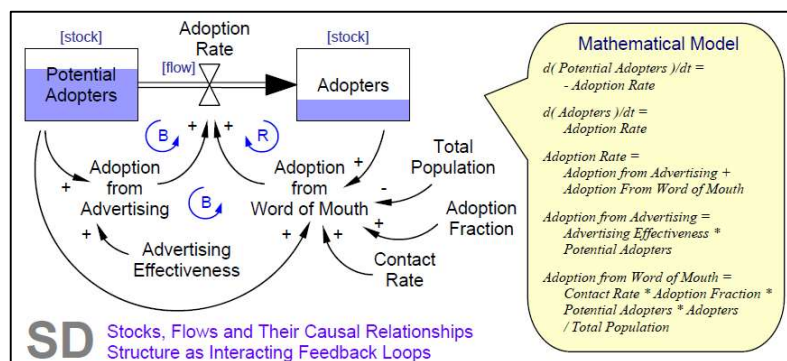 [stock]
Adoption
Rate
[stock]
Potential
Adopters
[flow]
Adopters
B
+
+
R
+
Total
Population
+
Adoption
from
Advertising
B
Adoption
from
Word of Mouth
-
+
Adoption
Fraction
+
+
+
Advertising
Effectiveness
Contact
Rate
SD
Stocks, Flows and Their Causal Relationships
Structure as Interacting Feedback Loops
Mathematical Model
d( Potential Adopters )/dt =
- Adoption Rate
d( Adopters )/dt =
Adoption Rate
Adoption Rate =
Adoption from Advertising +
Adoption From Word of Mouth
Adoption from Advertising =
Advertising Effectiveness *
Potential Adopters
Adoption from Word of Mouth =
Contact Rate * Adoption Fraction *
Potential Adopters * Adopters
/ Total Population